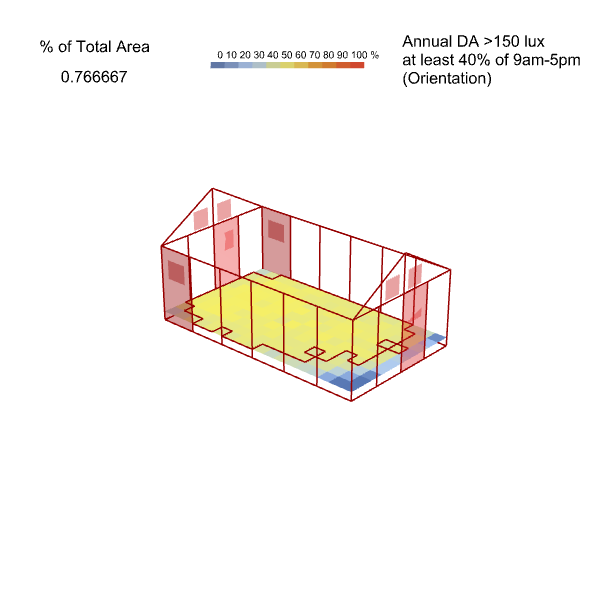 % of Total Area
0.766667
0 10 20 30 40 50 60 70 80 90 100 %
Annual DA >150 lux
at least 40% of 9am-5pm
(Orientation)